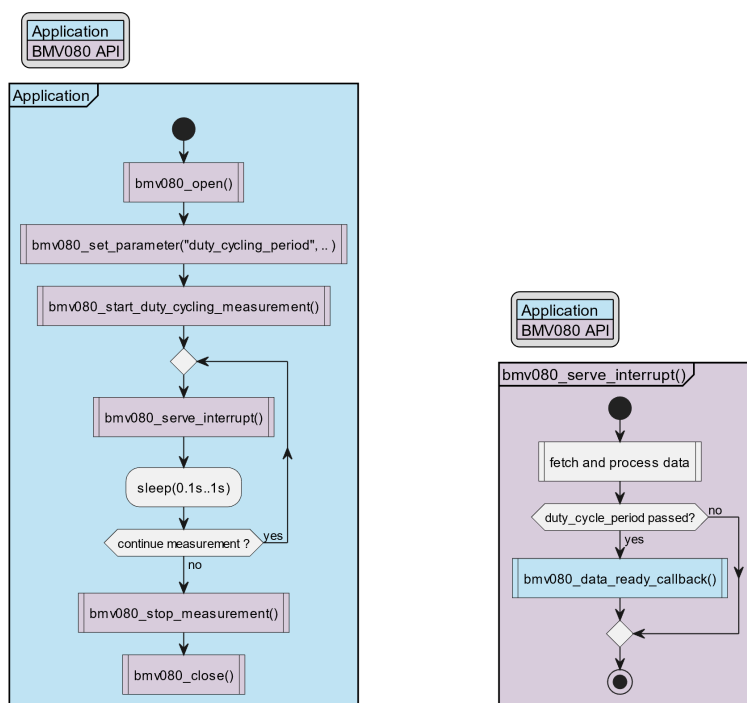 Application
BMV080 API
Application
bmv080_open()
bmv080_set_parameter("duty_cycling_period", .. )
bmv080_start_duty_cycling_measurement()
bmv080_serve_interrupt()
sleep(0.1s..1s)
continue measurement ?
yes
no
bmv080_stop_measurement()
bmv080_close()
Application
BMV080 API
bmv080_serve_interrupt()
fetch and process data
duty_cycle_period passed?
no
yes
bmv080_data_ready_callback()